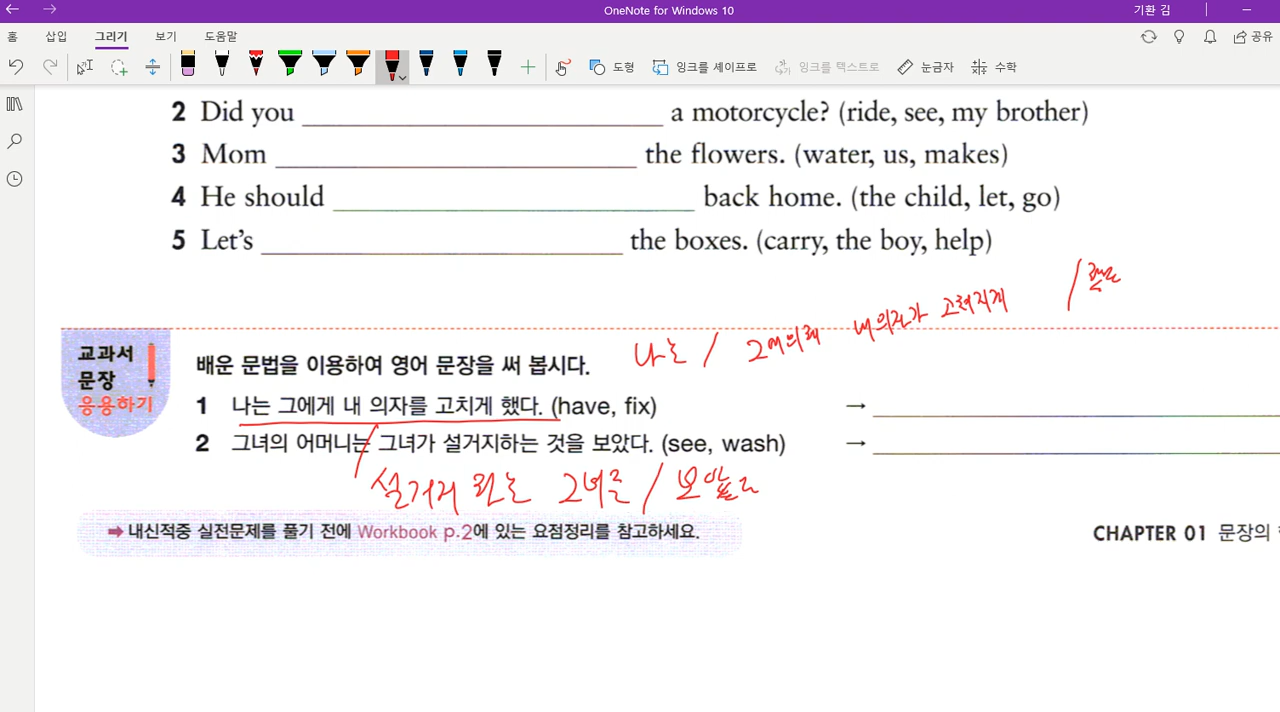 OneNote for Windows 10
기환 김
홈 삽입 그리기 보기 도움말
공유
도형 잉크를 셰이프로 잉크를 텍스트로 눈금자 수학
2 Did you ____ a motorcycle? (ride, see, my brother)
3 Mom ____ the flowers. (water, us, makes)
4 He should ____ back home. (the child, let, go)
5 Let's ____ the boxes. (carry, the boy, help)
나는 / 그에 의해 내 의자가 고쳐지게 /
교과서
문장
응용하기
배운 문법을 이용하여 영어 문장을 써 봅시다.
1 나는 그에게 내 의자를 고치게 했다. (have, fix) →
2 그녀의 어머니는 그녀가 설거지하는 것을 보았다. (see, wash) →
설거지 그녀를 / 보았다
➡ 내신적중 실전문제를 풀기 전에 Workbook p.2에 있는 요점정리를 참고하세요.
CHAPTER 01 문장의